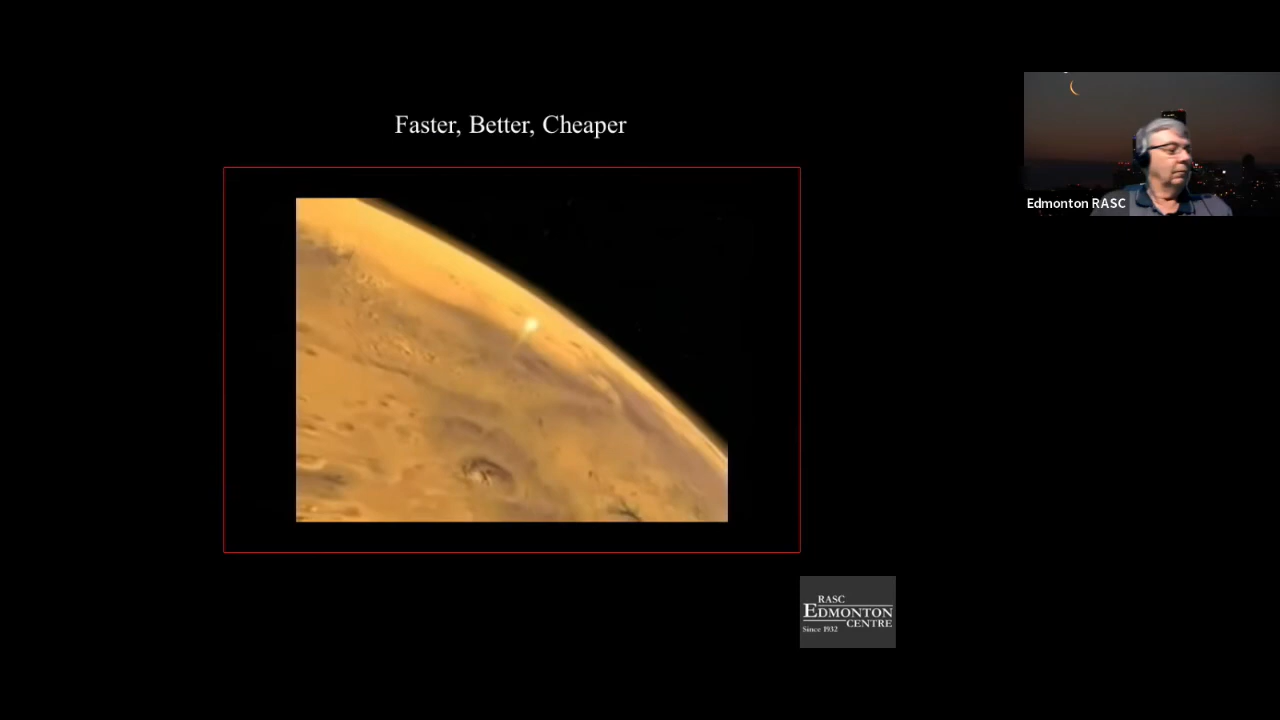 Faster, Better, Cheaper
Edmonton RASC
RASC
EDMONTON
CENTRE
Since 1932